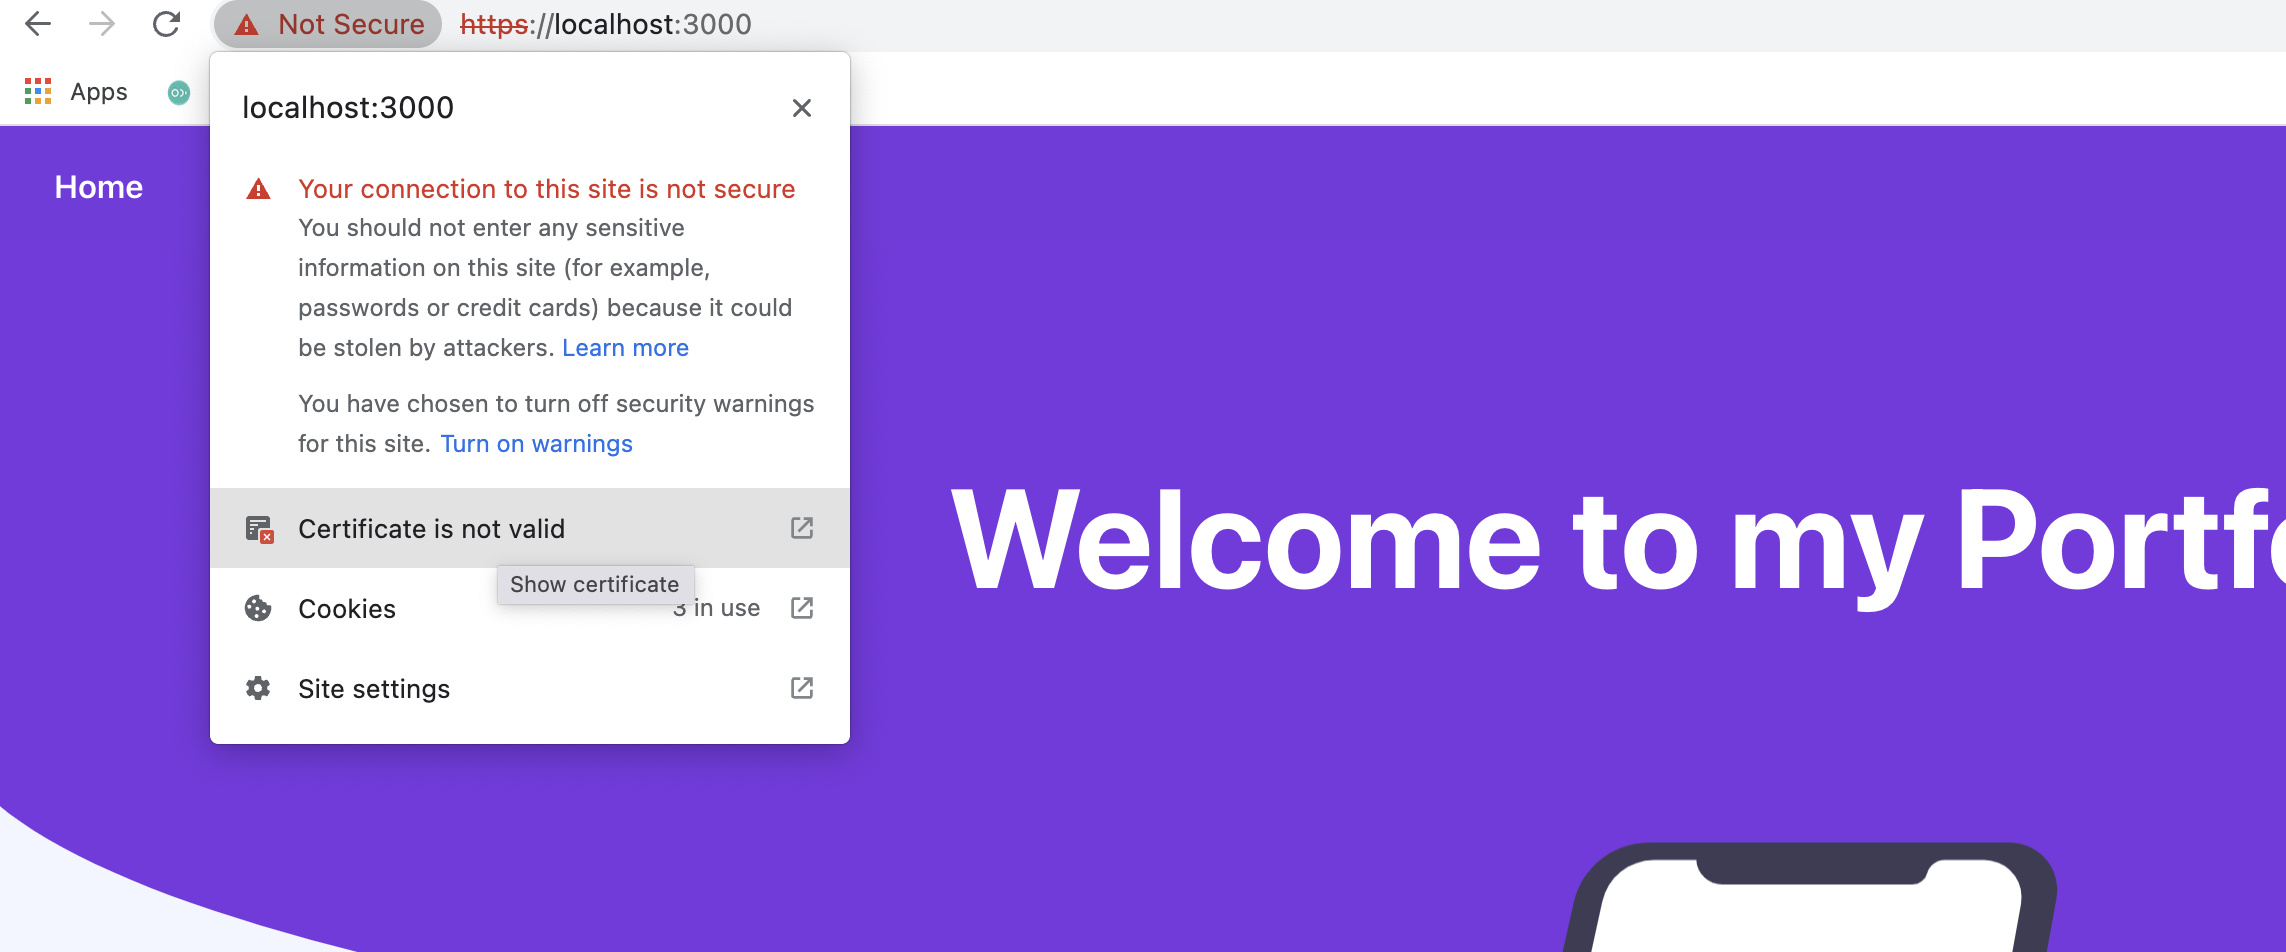 Not Secure https://localhost:3000
Apps
localhost:3000
Home
Your connection to this site is not secure
You should not enter any sensitive
information on this site (for example,
passwords or credit cards) because it could
be stolen by attackers. Learn more
You have chosen to turn off security warnings
for this site. Turn on warnings
Certificate is not valid
Show certificate
Cookies 3 in use
Site settings
Welcome to my Portfo